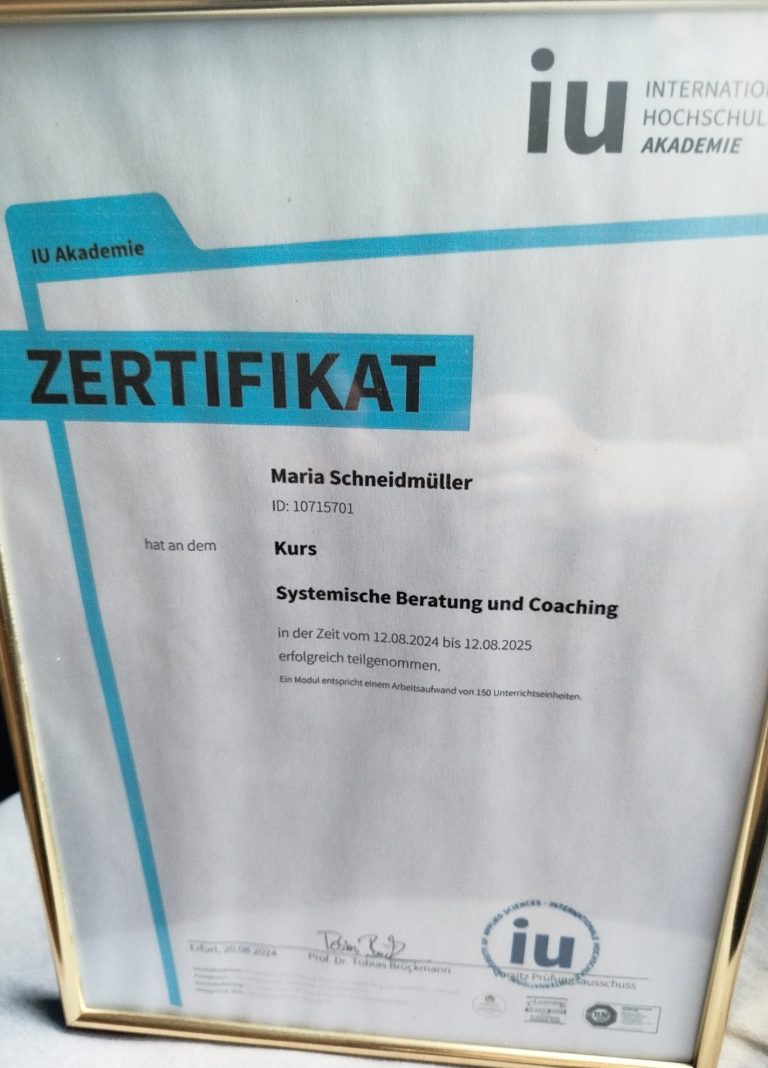 iu
INTERNATIO
HOCHSCHUL
AKADEMIE
IU Akademie
ZERTIFIKAT
Maria Schneidmüller
ID: 10715701
hat an dem
Kurs
Systemische Beratung und Coaching
in der Zeit vom 12.08.2024 bis 12.08.2025
erfolgreich teilgenommen.
Ein Modul entspricht einem Arbeitsaufwand von 150 Unterrichtseinheiten.
Erfurt, 20.08.2024
Prof. Dr. Tobias Brückmann
iu
Vorsitz Prüfungsausschuss